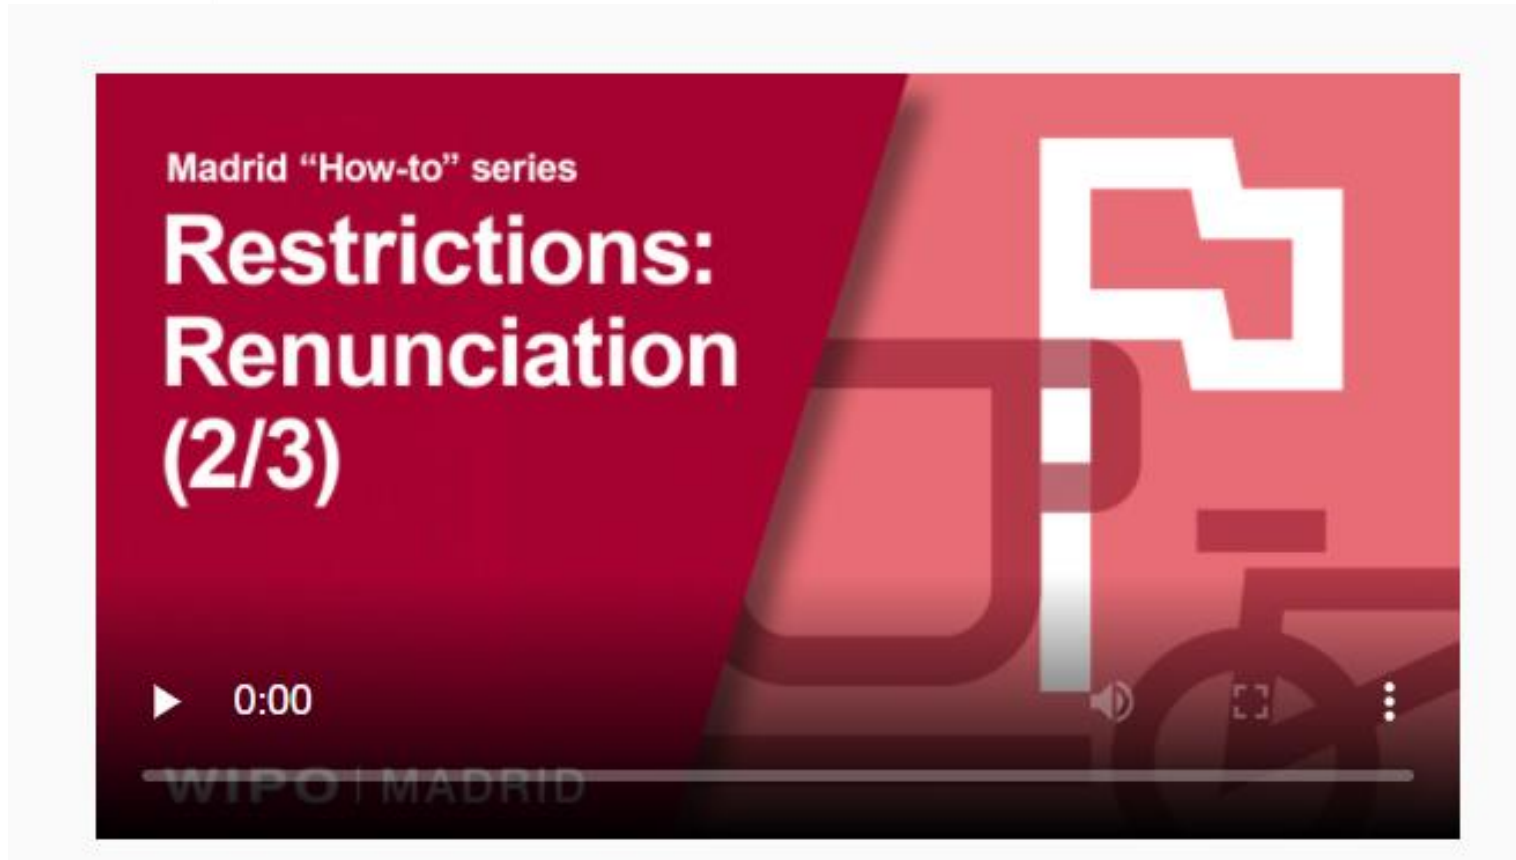 Madrid “How-to” series
Restrictions:
Renunciation
(2/3)
0:00
WIPO | MADRID